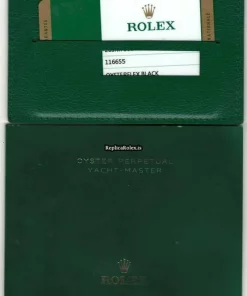 ROLEX
116655
OYSTERFLEX BLACK
ReplicaRolex.is
OYSTER PERPETUAL
YACHT-MASTER
ROLEX